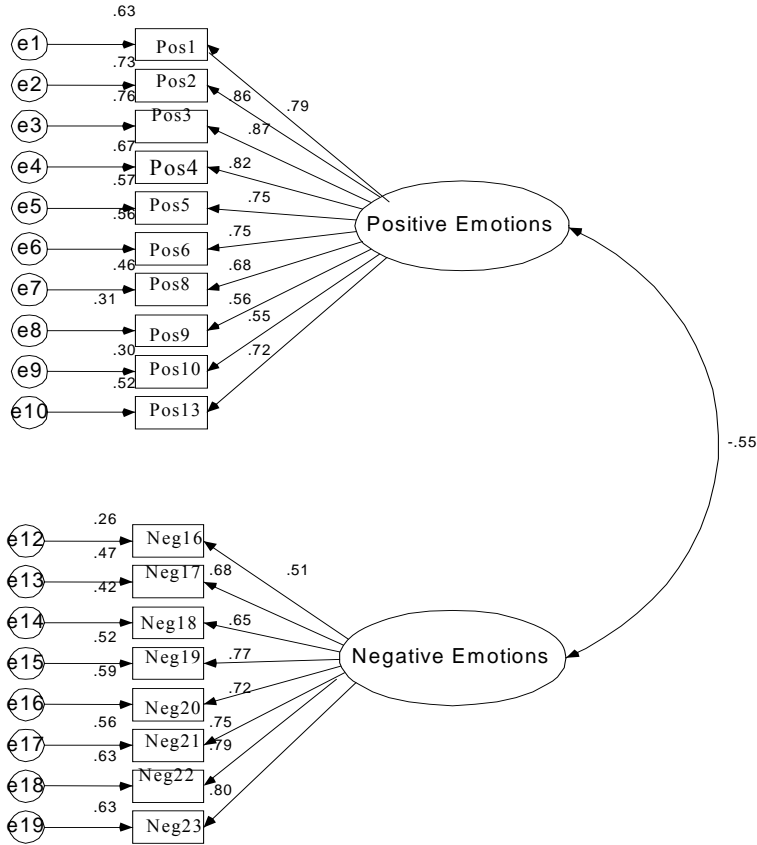 .63
e1 Pos1
.73
e2 Pos2 .86 .79
.76
e3 Pos3 .87
.67
e4 Pos4 .82
.57
e5 Pos5 .75
.56
Positive Emotions
e6 Pos6 .75
.46
e7 Pos8 .68
.31
e8 Pos9 .56
.30 .55
e9 Pos10 .72
.52
e10 Pos13
-.55
.26
e12 Neg16
.47
e13 Neg17 .68 .51
.42
e14 Neg18 .65
.52
e15 Neg19 .77
.59
Negative Emotions
e16 Neg20 .72
.56
e17 Neg21 .75
.63 .79
e18 Neg22 .80
.63
e19 Neg23